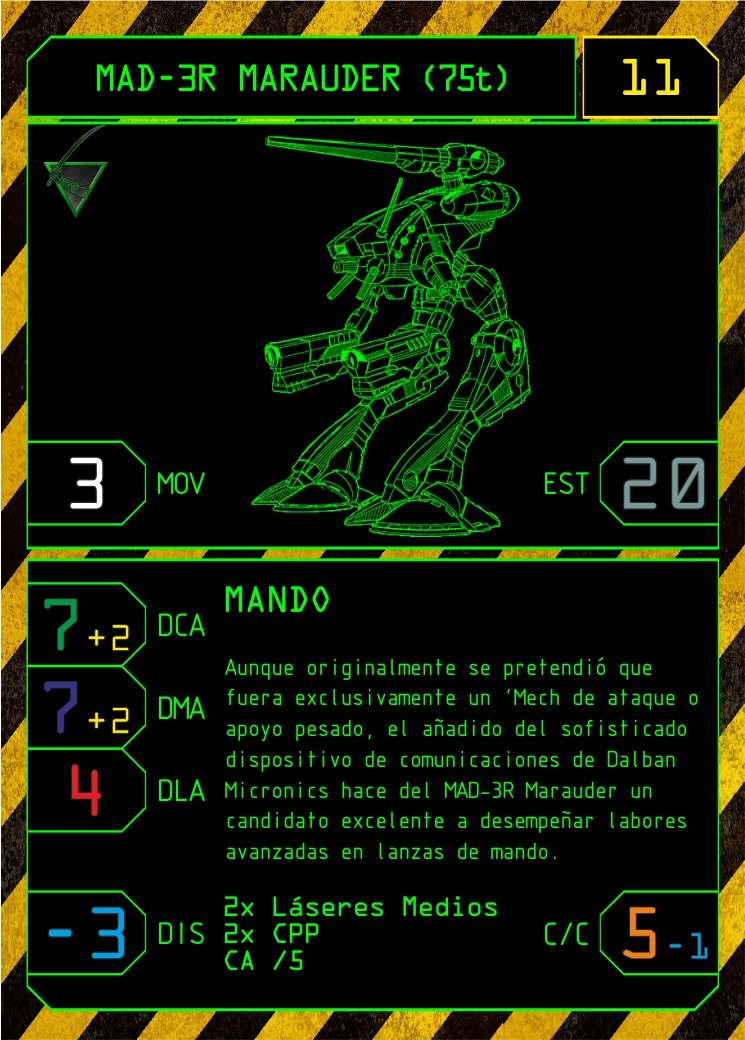 MAD-3R MARAUDER (75t)
11
3 MOV
EST 20
7 +2 DCA
MANDO
Aunque originalmente se pretendió que
fuera exclusivamente un 'Mech de ataque o
apoyo pesado, el añadido del sofisticado
dispositivo de comunicaciones de Dalban
Micronics hace del MAD-3R Marauder un
candidato excelente a desempeñar labores
avanzadas en lanzas de mando.
7 +2 DMA
4 DLA
-3 DIS
2x Láseres Medios
2x CPP
CA /5
C/C 5 -1